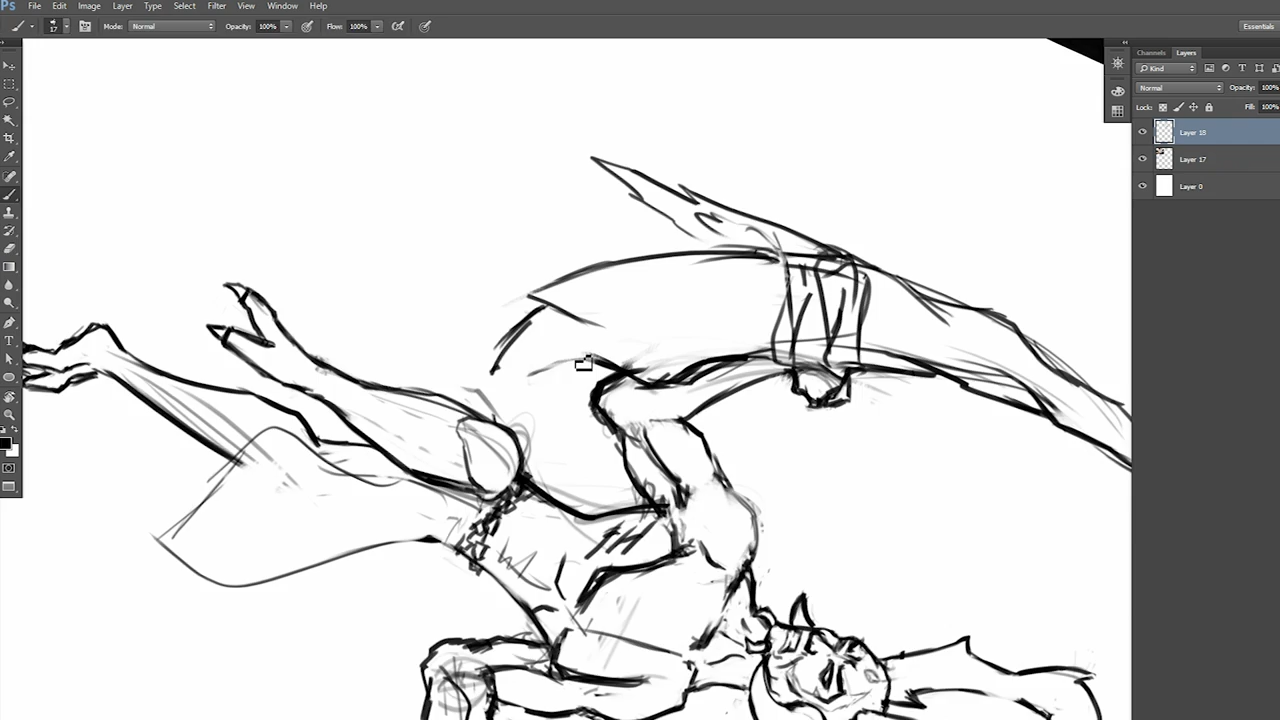 Ps File Edit Image Layer Type Select Filter View Window Help
17 Mode: Normal Opacity: 100% Flow: 100% Essentials
Channels Layers
Kind
Normal Opacity: 100%
Lock: Fill: 100%
Layer 18
Layer 17
Layer 0